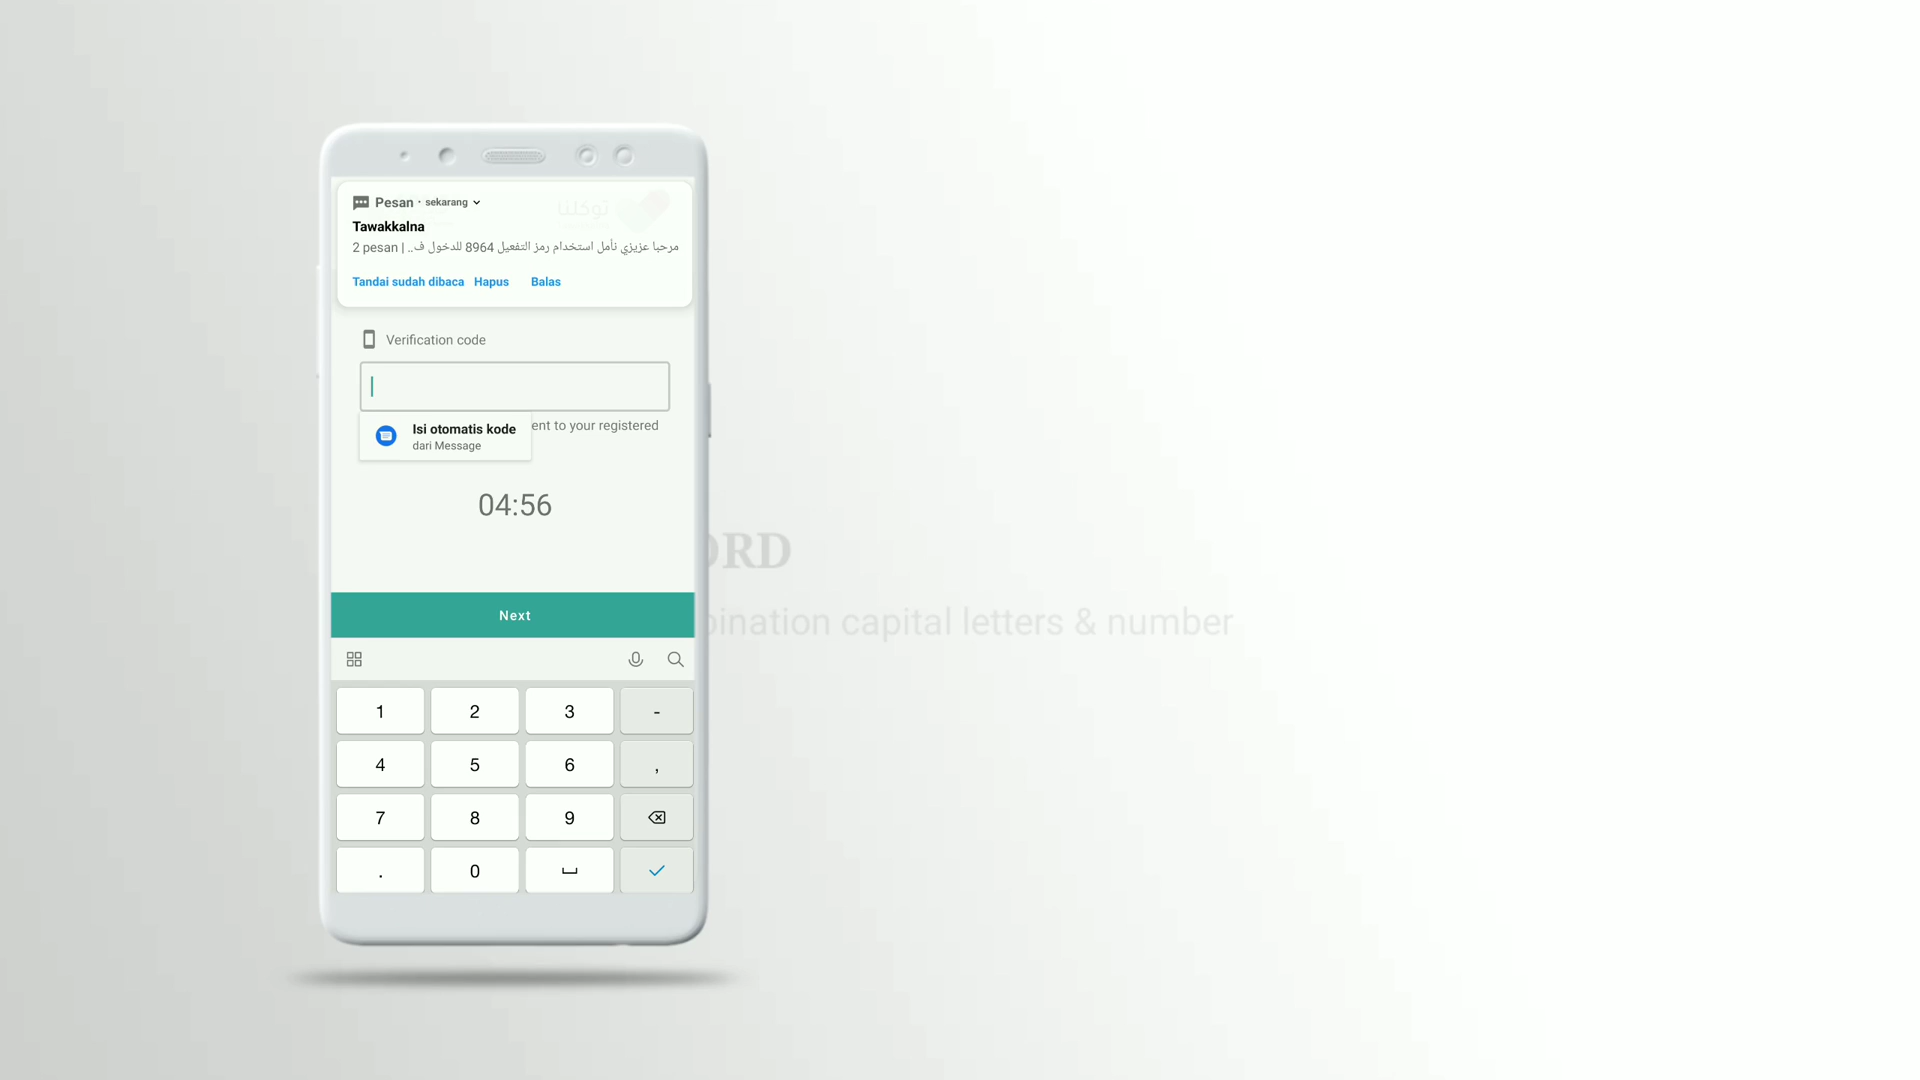 Pesan · sekarang
توكلنا
Tawakkalna
2 pesan | ..مرحبا عزيزي نأمل استخدام رمز التفعيل 8964 للدخول ف
Tandai sudah dibaca Hapus Balas
Verification code
Isi otomatis kode
dari Message
ent to your registered
04:56
ORD
bination capital letters & number
Next
1 2 3 -
4 5 6 ,
7 8 9
. 0